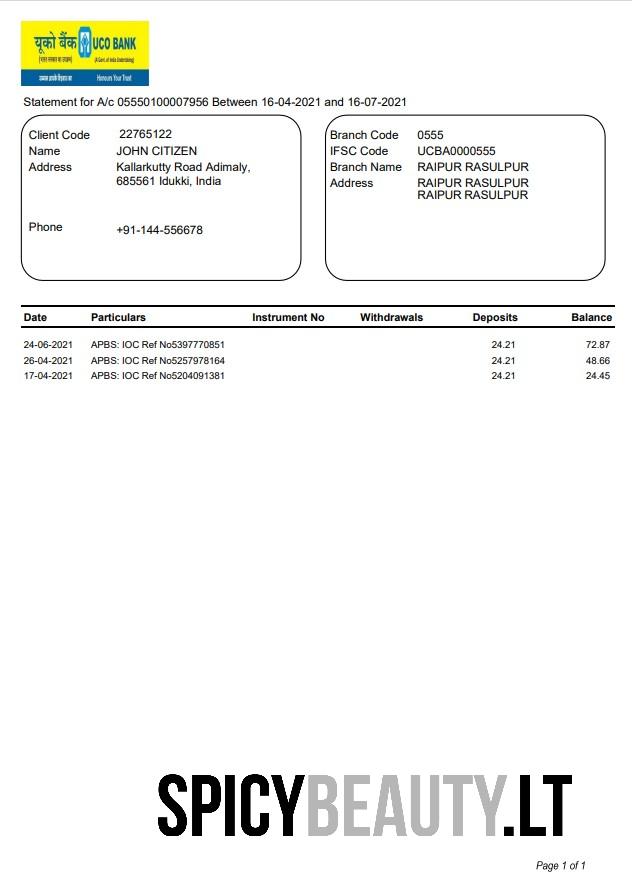 यूको बैंक UCO BANK
(भारत सरकार का उपक्रम) (A Govt. of India Undertaking)
सम्मान आपके विश्वास का Honours Your Trust
Statement for A/c 05550100007956 Between 16-04-2021 and 16-07-2021
Client Code 22765122
Name JOHN CITIZEN
Address Kallarkutty Road Adimaly,
685561 Idukki, India
Phone +91-144-556678
Branch Code 0555
IFSC Code UCBA0000555
Branch Name RAIPUR RASULPUR
Address RAIPUR RASULPUR
RAIPUR RASULPUR
Date Particulars Instrument No Withdrawals Deposits Balance
24-06-2021 APBS: IOC Ref No5397770851 24.21 72.87
26-04-2021 APBS: IOC Ref No5257978164 24.21 48.66
17-04-2021 APBS: IOC Ref No5204091381 24.21 24.45
SPICYBEAUTY.LT
Page 1 of 1